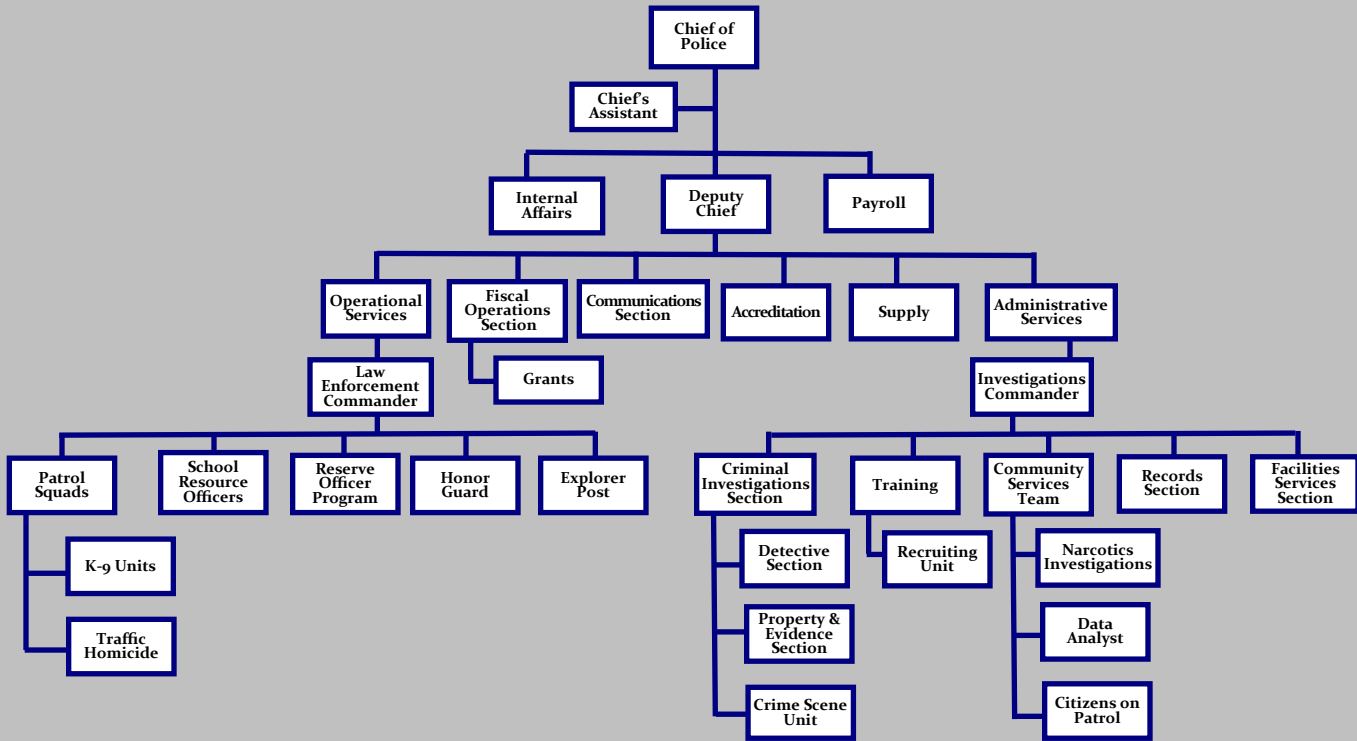 Chief of
Police
Chief's
Assistant
Internal
Affairs
Deputy
Chief
Payroll
Operational
Services
Fiscal
Operations
Section
Communications
Section
Accreditation
Supply
Administrative
Services
Law
Enforcement
Commander
Grants
Investigations
Commander
Patrol
Squads
School
Resource
Officers
Reserve
Officer
Program
Honor
Guard
Explorer
Post
Criminal
Investigations
Section
Training
Community
Services
Team
Records
Section
Facilities
Services
Section
K-9 Units
Traffic
Homicide
Detective
Section
Property &
Evidence
Section
Crime Scene
Unit
Recruiting
Unit
Narcotics
Investigations
Data
Analyst
Citizens on
Patrol